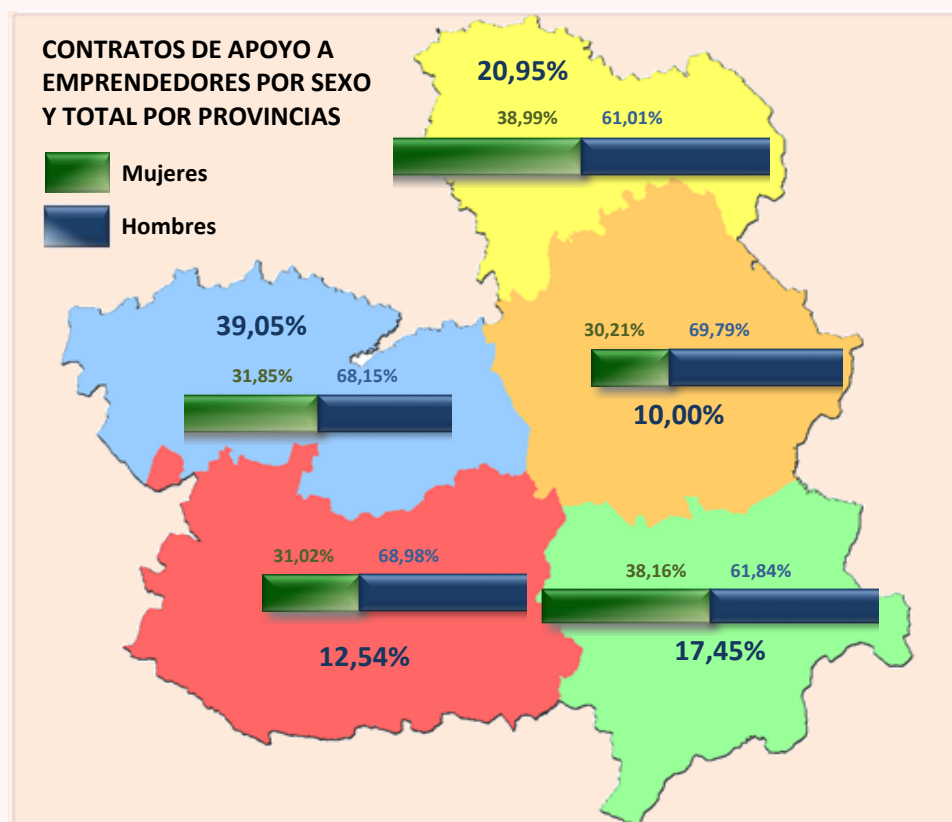 CONTRATOS DE APOYO A
EMPRENDEDORES POR SEXO
Y TOTAL POR PROVINCIAS
Mujeres
Hombres
20,95%
38,99% 61,01%
39,05%
31,85% 68,15%
30,21% 69,79%
10,00%
31,02% 68,98%
12,54%
38,16% 61,84%
17,45%